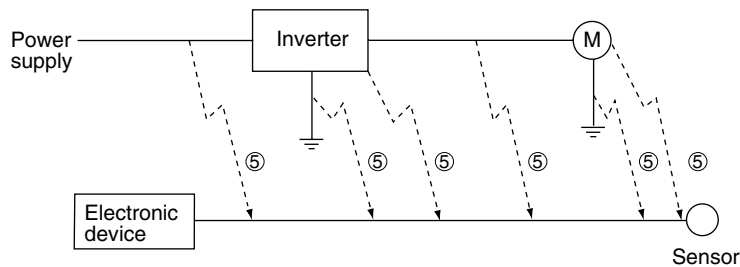 Power
supply
Inverter
M
⑤ ⑤ ⑤ ⑤ ⑤ ⑤
Electronic
device
Sensor